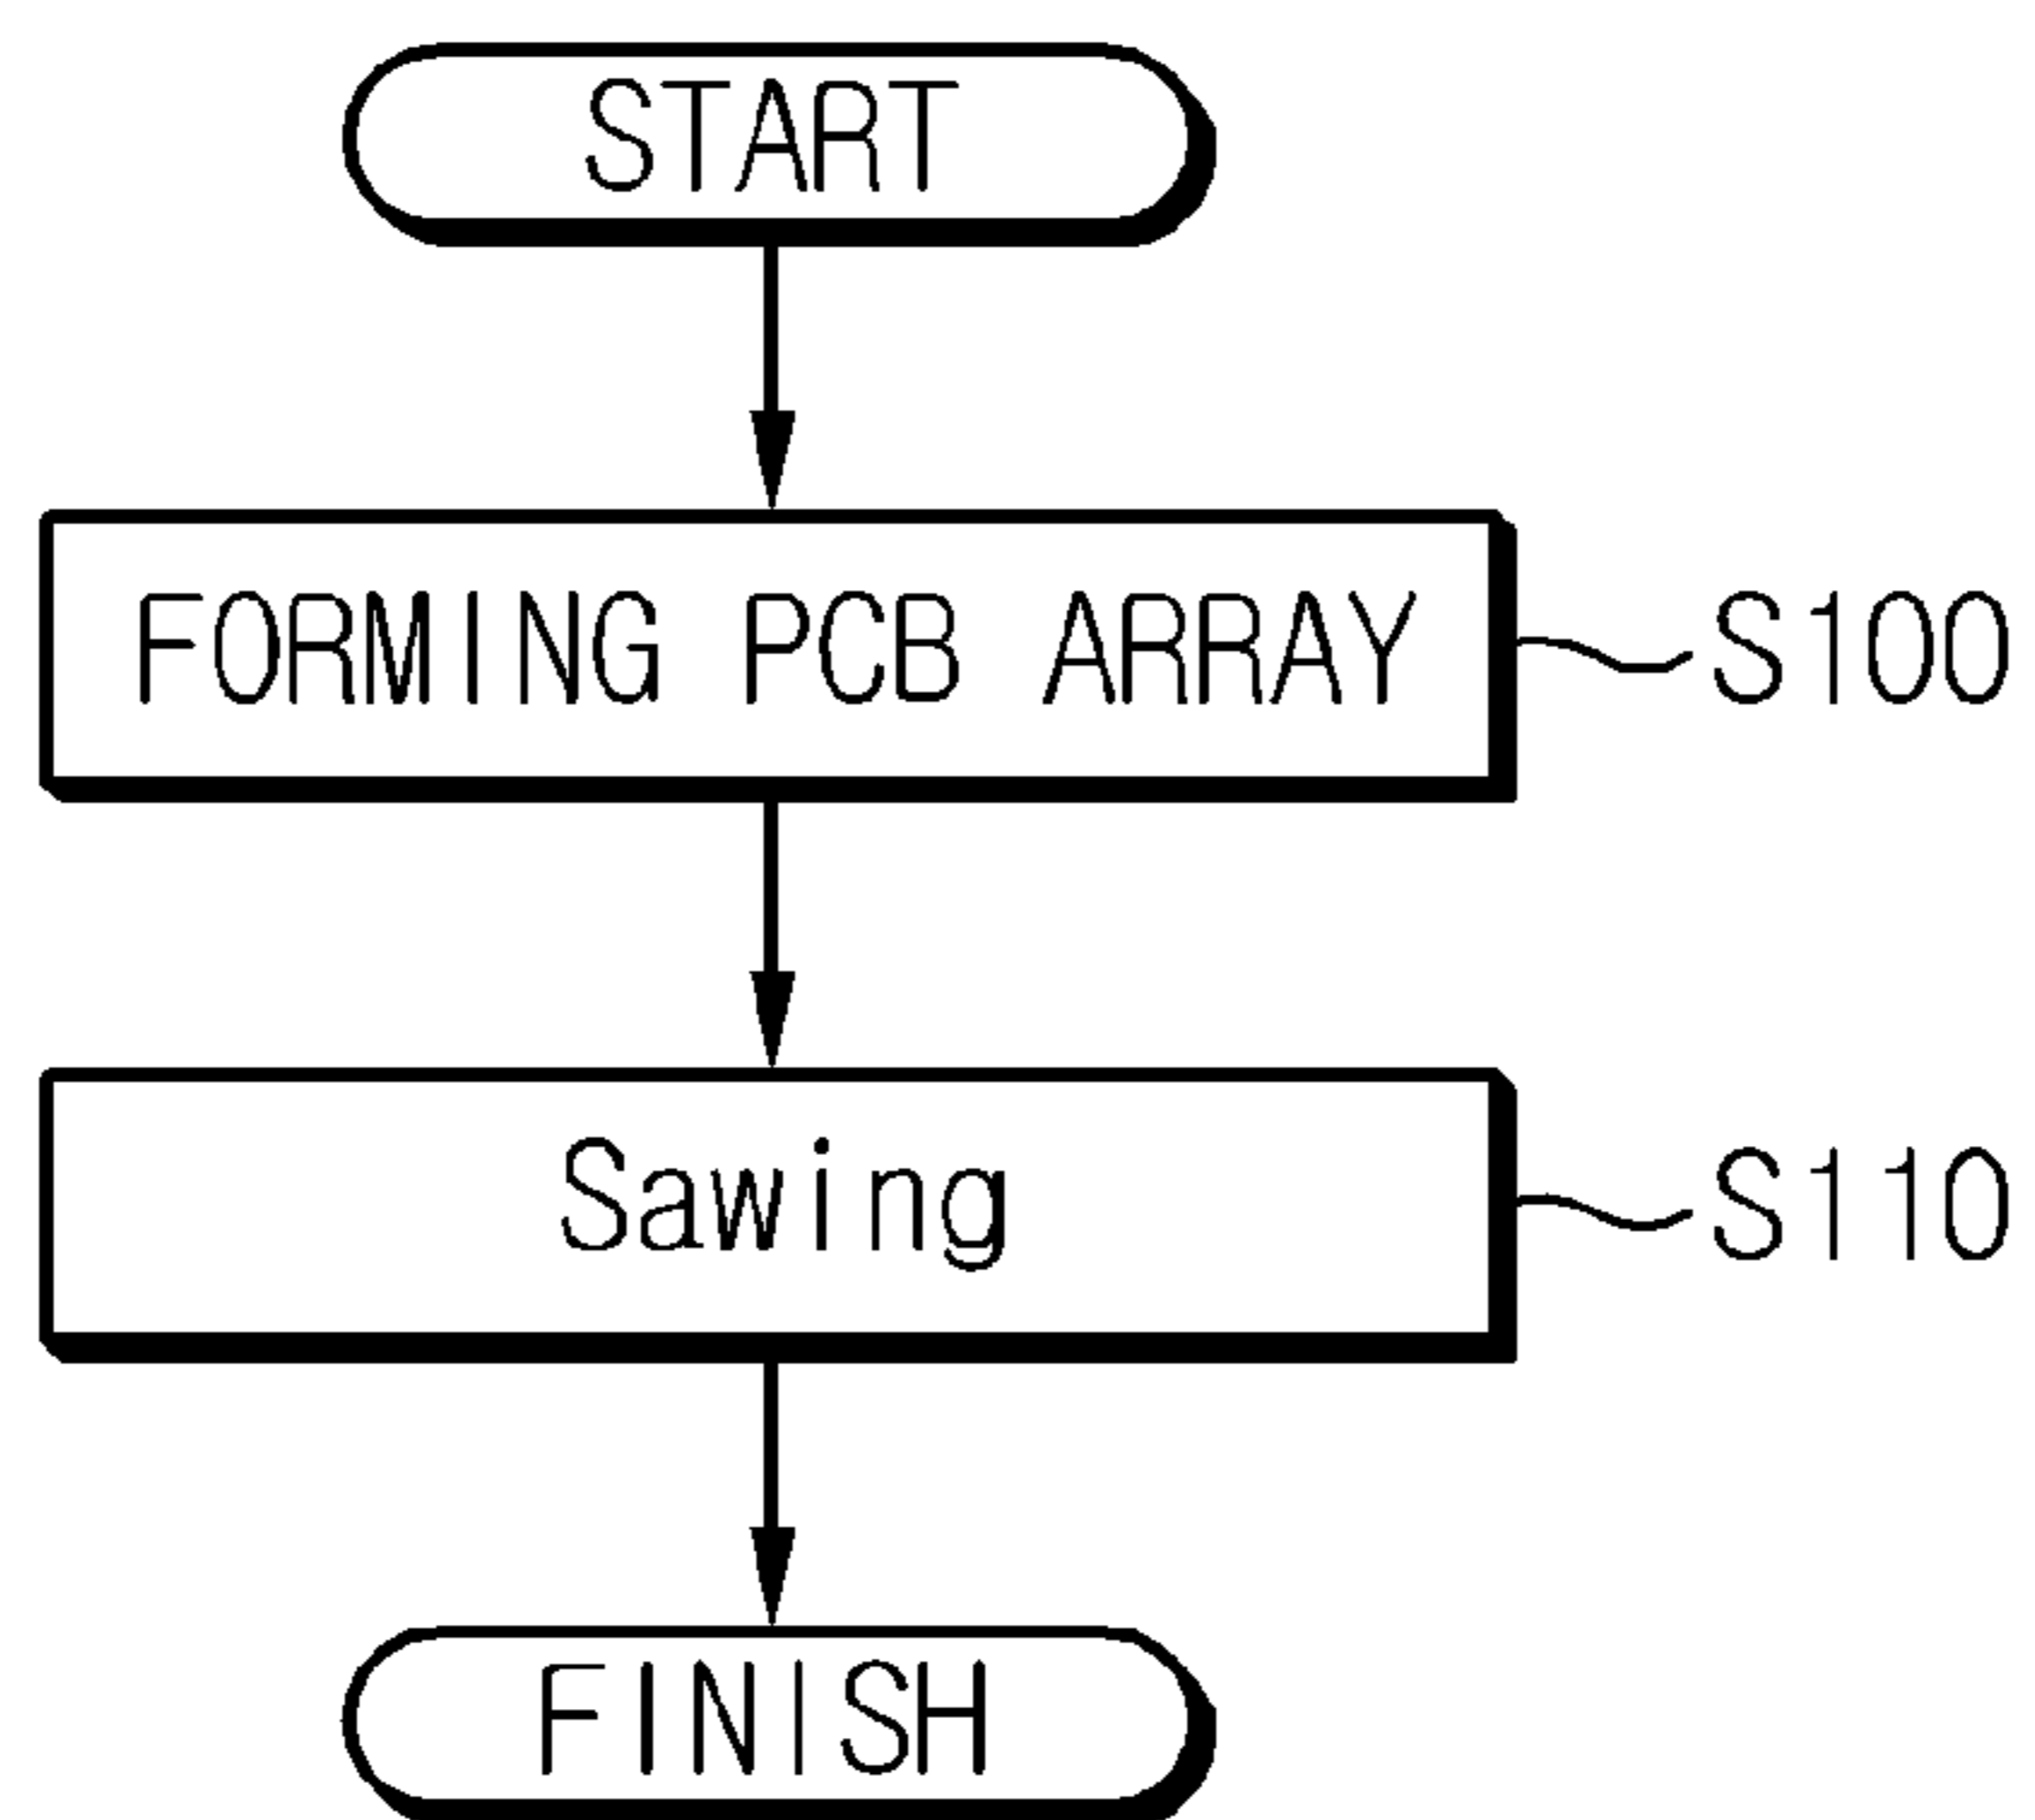 START
FORMING PCB ARRAY
S100
Sawing
S110
FINISH